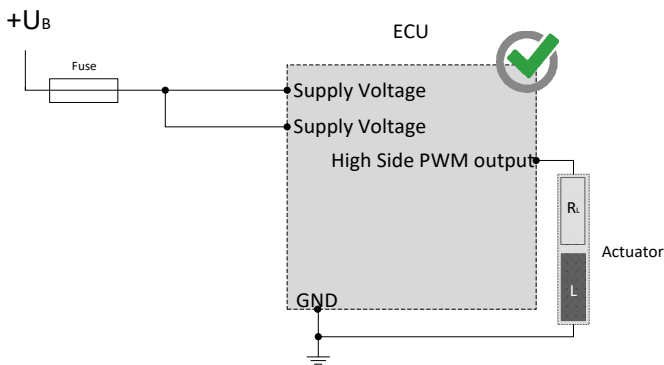 +UB
ECU
Fuse
Supply Voltage
Supply Voltage
High Side PWM output
RL
Actuator
L
GND